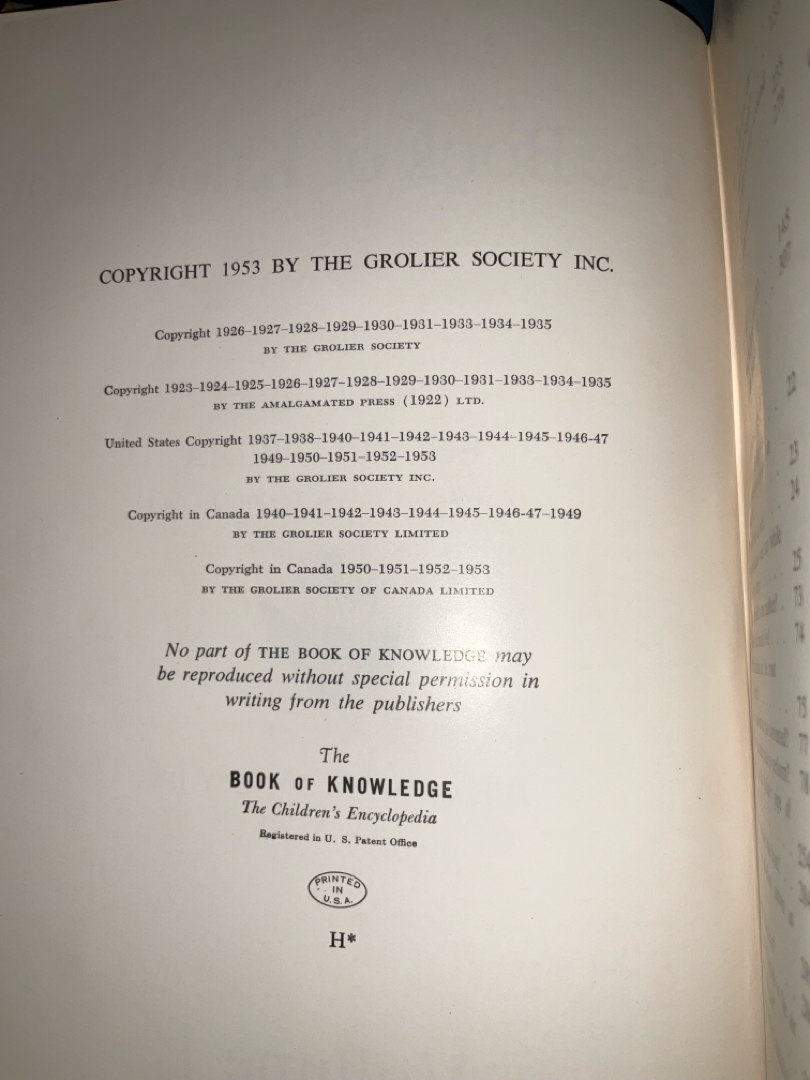 COPYRIGHT 1953 BY THE GROLIER SOCIETY INC.
Copyright 1926–1927–1928–1929–1930–1931–1933–1934–1935
BY THE GROLIER SOCIETY
Copyright 1923–1924–1925–1926–1927–1928–1929–1930–1931–1933–1934–1935
BY THE AMALGAMATED PRESS (1922) LTD.
United States Copyright 1937–1938–1940–1941–1942–1943–1944–1945–1946-47
1949–1950–1951–1952–1953
BY THE GROLIER SOCIETY INC.
Copyright in Canada 1940–1941–1942–1943–1944–1945–1946-47–1949
BY THE GROLIER SOCIETY LIMITED
Copyright in Canada 1950–1951–1952–1953
BY THE GROLIER SOCIETY OF CANADA LIMITED
No part of THE BOOK OF KNOWLEDGE may
be reproduced without special permission in
writing from the publishers
The
BOOK OF KNOWLEDGE
The Children's Encyclopedia
Registered in U. S. Patent Office
PRINTED
IN
U.S.A.
H*